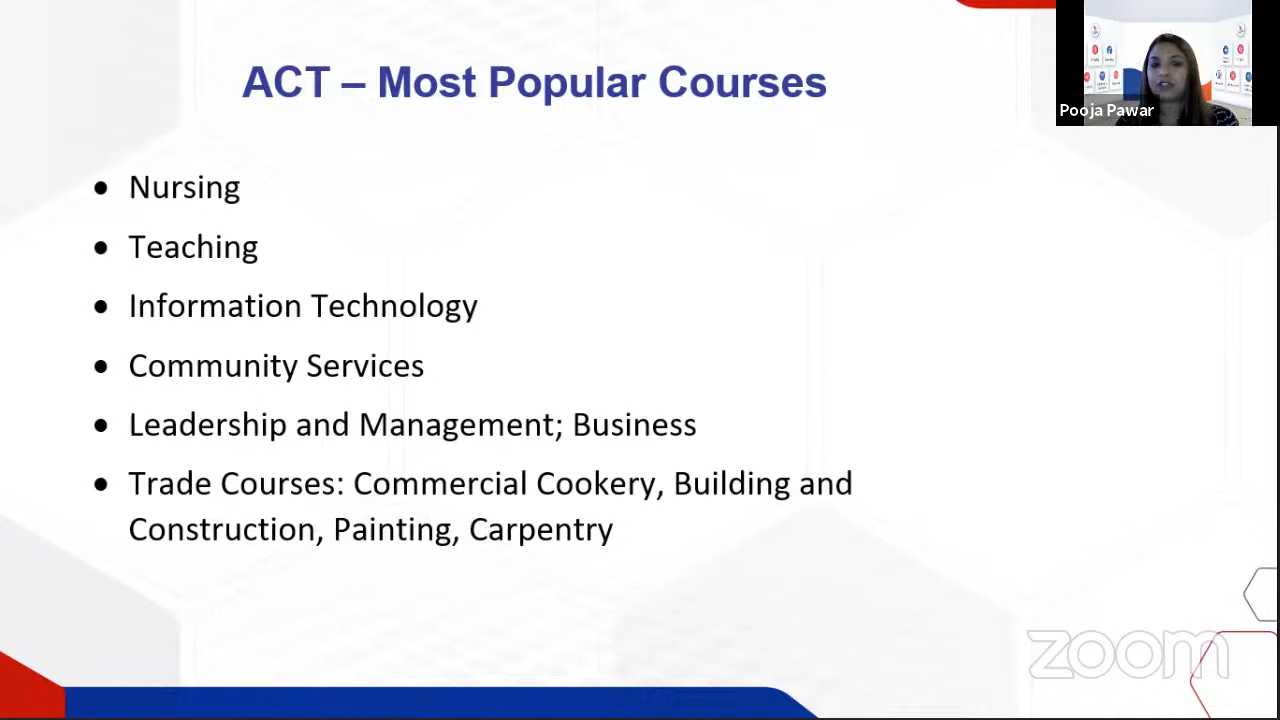 ACT – Most Popular Courses
Pooja Pawar
• Nursing
• Teaching
• Information Technology
• Community Services
• Leadership and Management; Business
• Trade Courses: Commercial Cookery, Building and
Construction, Painting, Carpentry
zoom